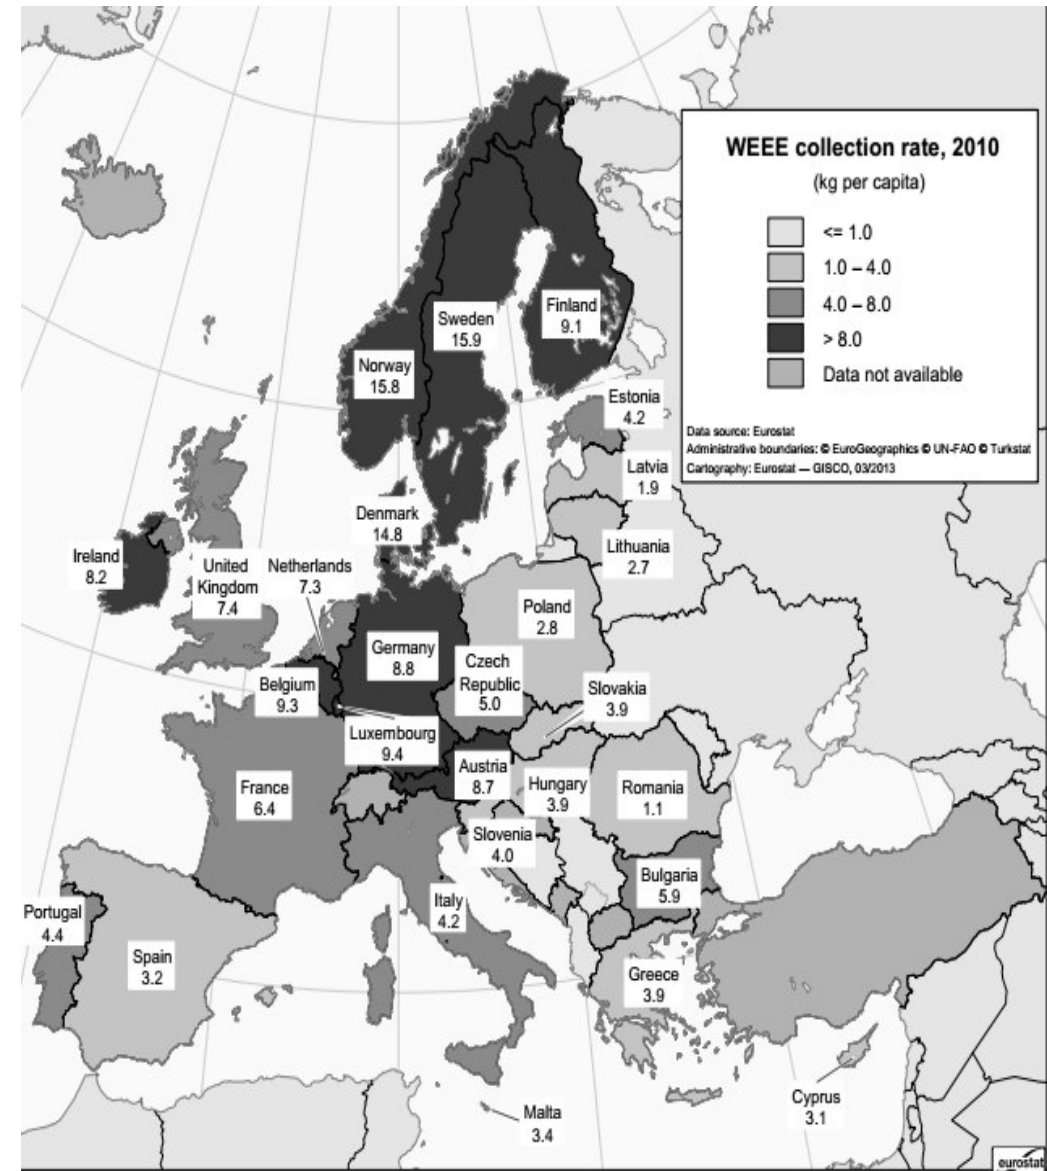 WEEE collection rate, 2010
(kg per capita)
<= 1.0
1.0 – 4.0
4.0 – 8.0
> 8.0
Data not available
Data source: Eurostat
Administrative boundaries: © EuroGeographics © UN-FAO © Turkstat
Cartography: Eurostat — GISCO, 03/2013
Finland
9.1
Sweden
15.9
Norway
15.8
Estonia
4.2
Latvia
1.9
Denmark
14.8
Lithuania
2.7
Ireland
8.2
United
Kingdom
7.4
Netherlands
7.3
Poland
2.8
Germany
8.8
Czech
Republic
5.0
Belgium
9.3
Slovakia
3.9
Luxembourg
9.4
Austria
8.7
France
6.4
Hungary
3.9
Romania
1.1
Slovenia
4.0
Bulgaria
5.9
Italy
4.2
Portugal
4.4
Spain
3.2
Greece
3.9
Cyprus
3.1
Malta
3.4
eurostat